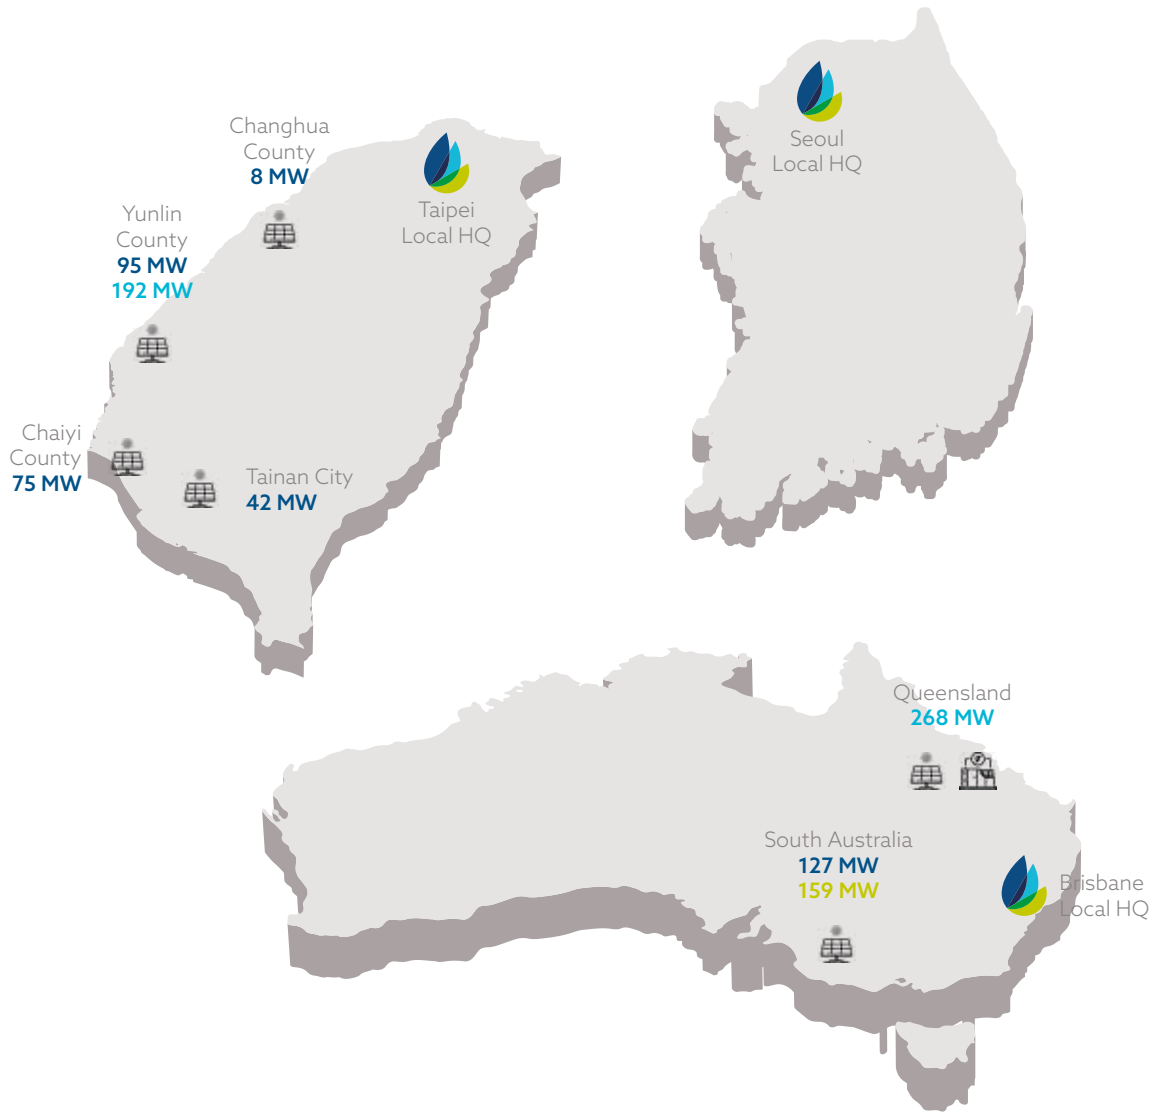 Changhua
County
8 MW
Taipei
Local HQ
Yunlin
County
95 MW
192 MW
Chaiyi
County
75 MW
Tainan City
42 MW
Seoul
Local HQ
Queensland
268 MW
South Australia
127 MW
159 MW
Brisbane
Local HQ